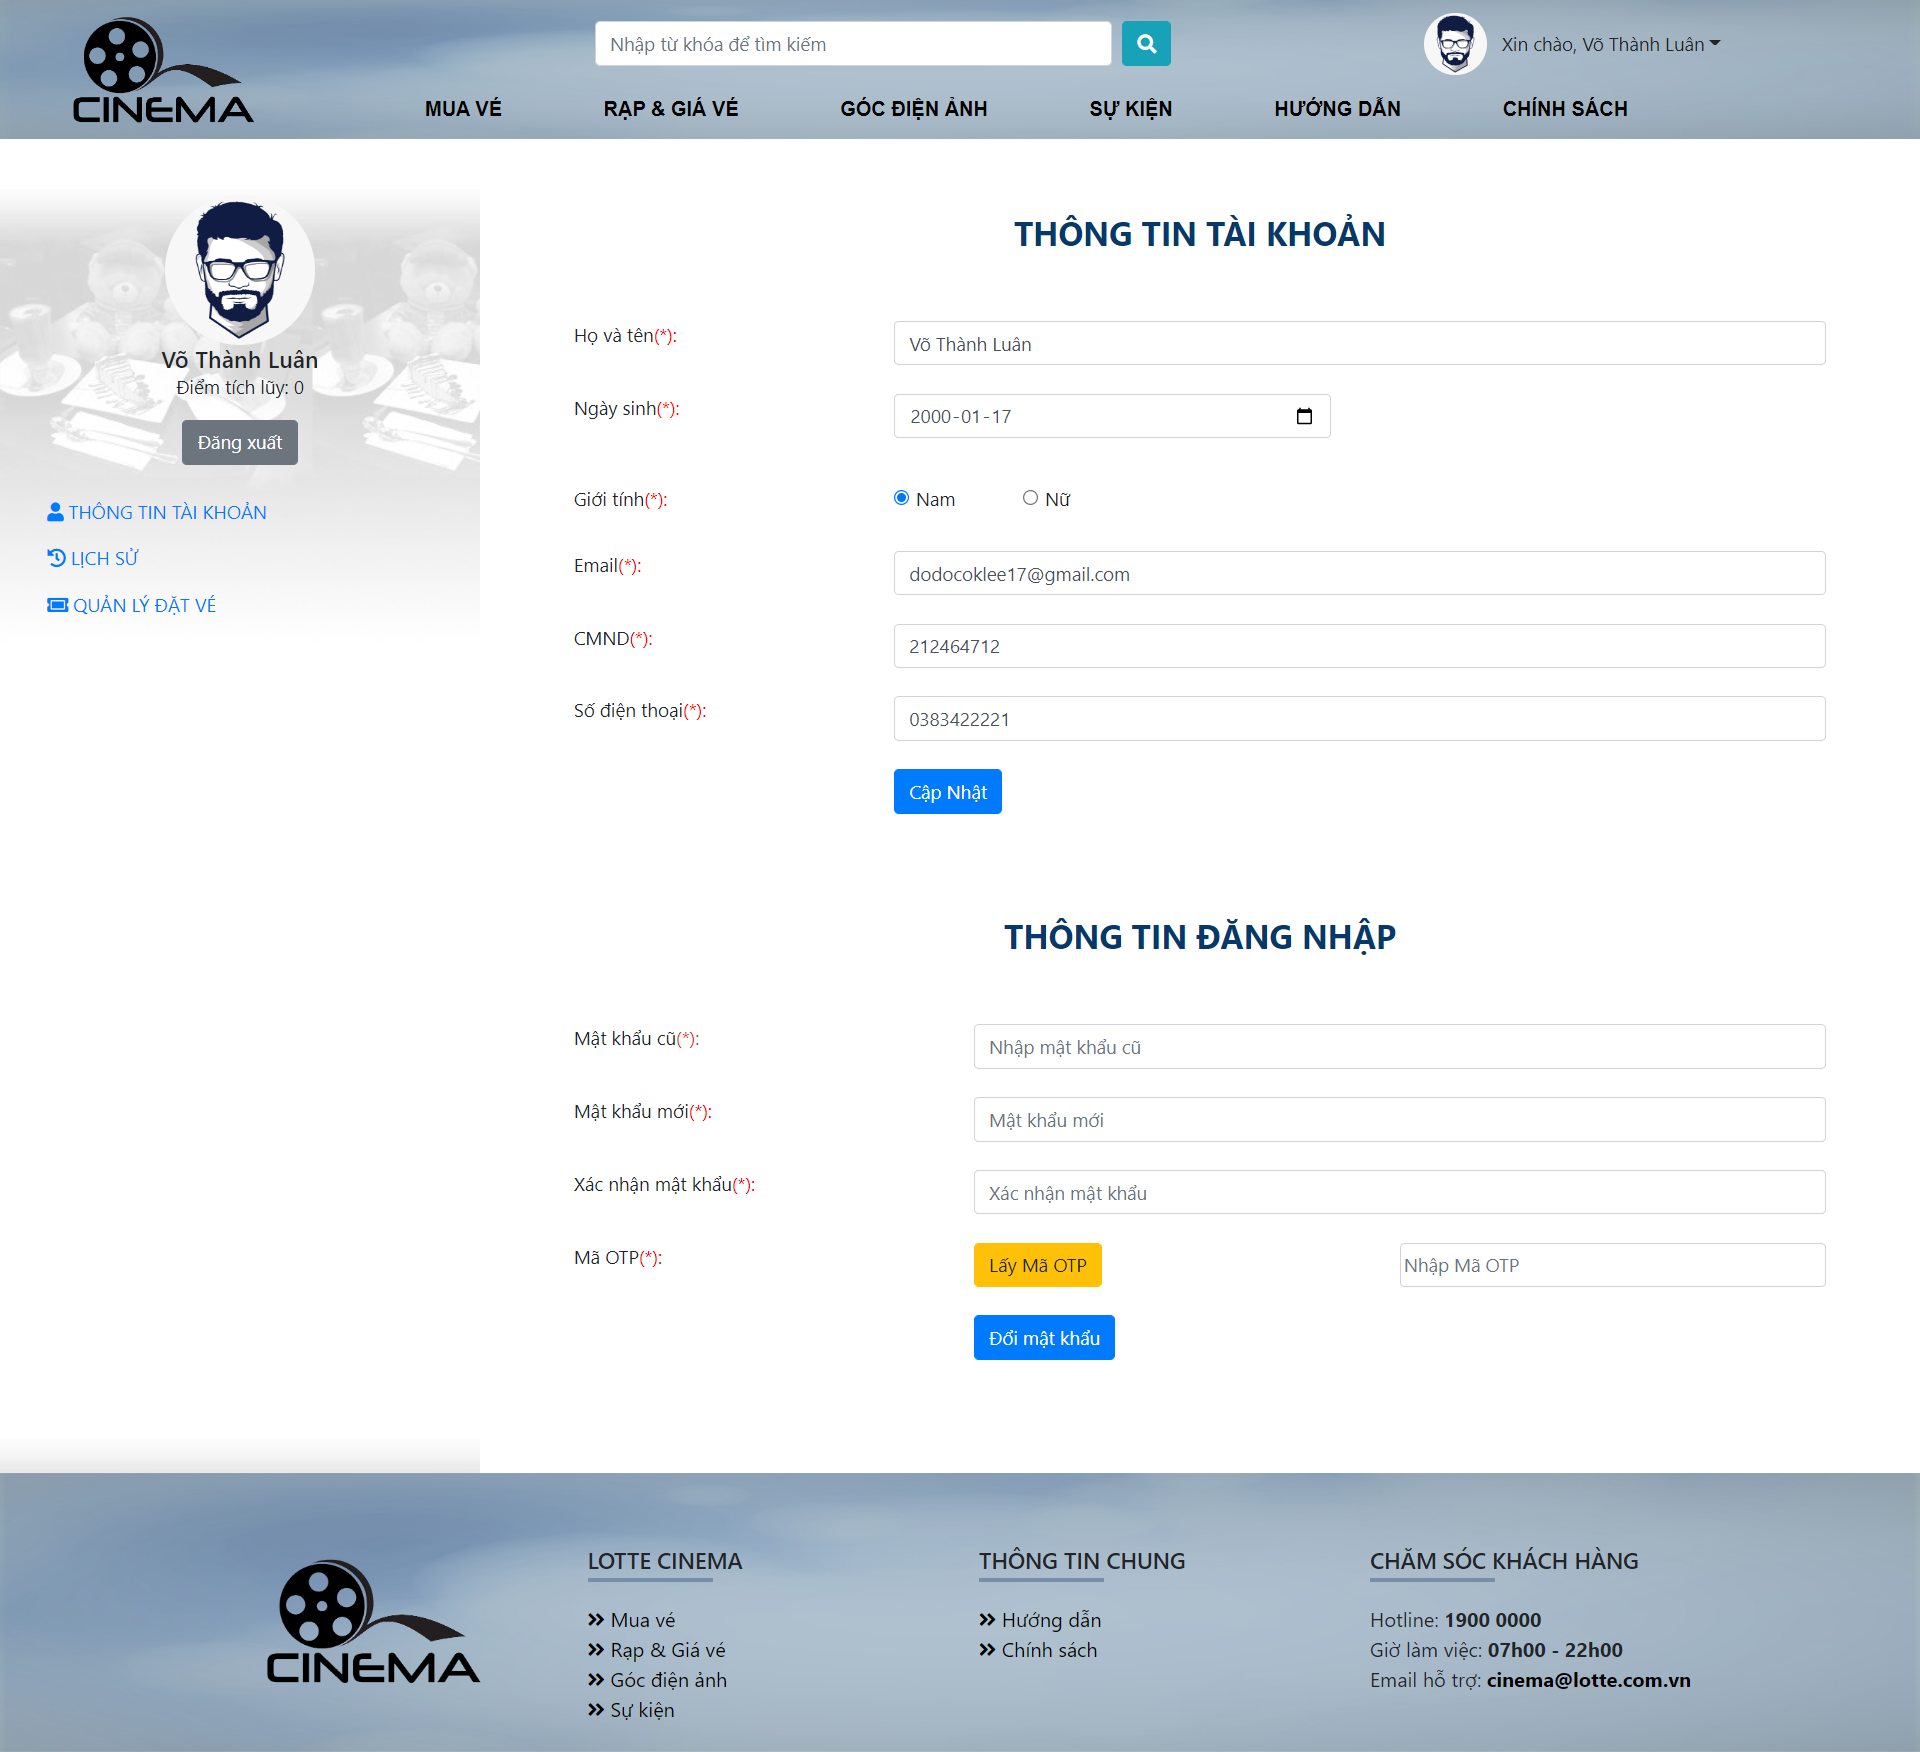 CINEMA
Nhập từ khóa để tìm kiếm
Xin chào, Võ Thành Luân
MUA VÉ
RẠP & GIÁ VÉ
GÓC ĐIỆN ẢNH
SỰ KIỆN
HƯỚNG DẪN
CHÍNH SÁCH
Võ Thành Luân
Điểm tích lũy: 0
Đăng xuất
THÔNG TIN TÀI KHOẢN
LỊCH SỬ
QUẢN LÝ ĐẶT VÉ
THÔNG TIN TÀI KHOẢN
Họ và tên(*):
Võ Thành Luân
Ngày sinh(*):
2000-01-17
Giới tính(*):
Nam
Nữ
Email(*):
dodocoklee17@gmail.com
CMND(*):
212464712
Số điện thoại(*):
0383422221
Cập Nhật
THÔNG TIN ĐĂNG NHẬP
Mật khẩu cũ(*):
Nhập mật khẩu cũ
Mật khẩu mới(*):
Mật khẩu mới
Xác nhận mật khẩu(*):
Xác nhận mật khẩu
Mã OTP(*):
Lấy Mã OTP
Nhập Mã OTP
Đổi mật khẩu
CINEMA
LOTTE CINEMA
Mua vé
Rạp & Giá vé
Góc điện ảnh
Sự kiện
THÔNG TIN CHUNG
Hướng dẫn
Chính sách
CHĂM SÓC KHÁCH HÀNG
Hotline: 1900 0000
Giờ làm việc: 07h00 - 22h00
Email hỗ trợ: cinema@lotte.com.vn